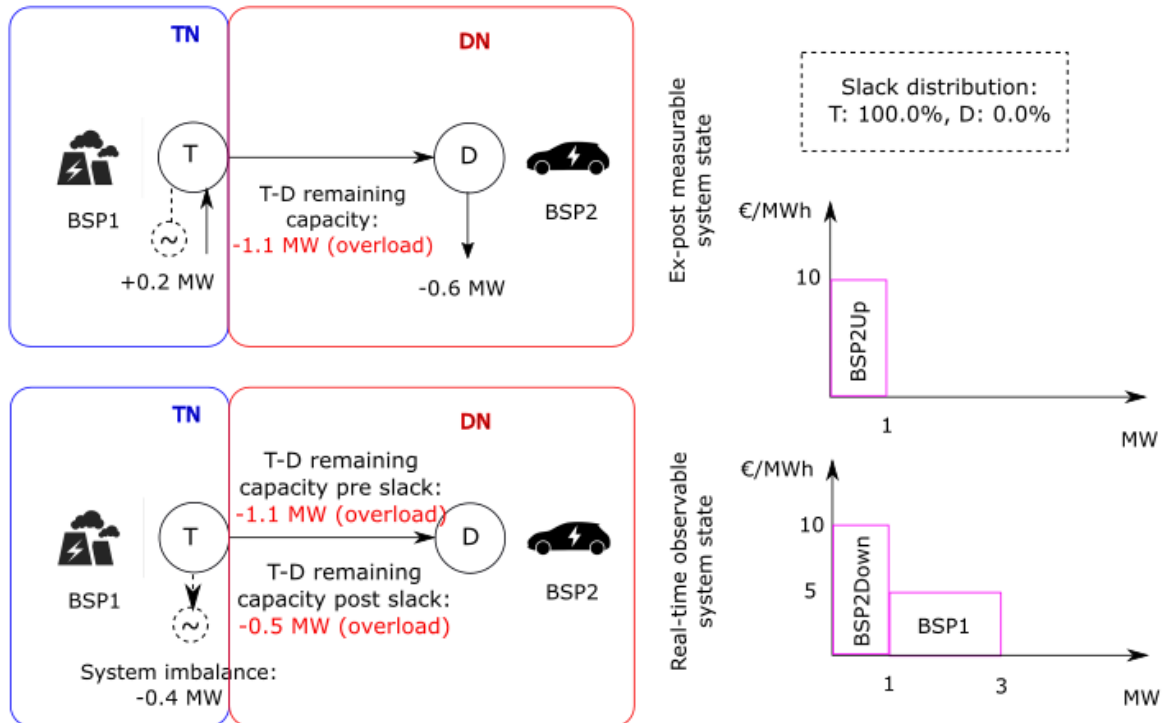 TN
DN
T
D
BSP1
BSP2
~
T-D remaining
capacity:
-1.1 MW (overload)
+0.2 MW
-0.6 MW
Ex-post measurable
system state
Slack distribution:
T: 100.0%, D: 0.0%
€/MWh
10
BSP2Up
1
MW
TN
DN
T-D remaining
capacity pre slack:
-1.1 MW (overload)
T
D
BSP1
BSP2
~
T-D remaining
capacity post slack:
-0.5 MW (overload)
System imbalance:
-0.4 MW
Real-time observable
system state
€/MWh
10
5
BSP2Down
BSP1
1
3
MW